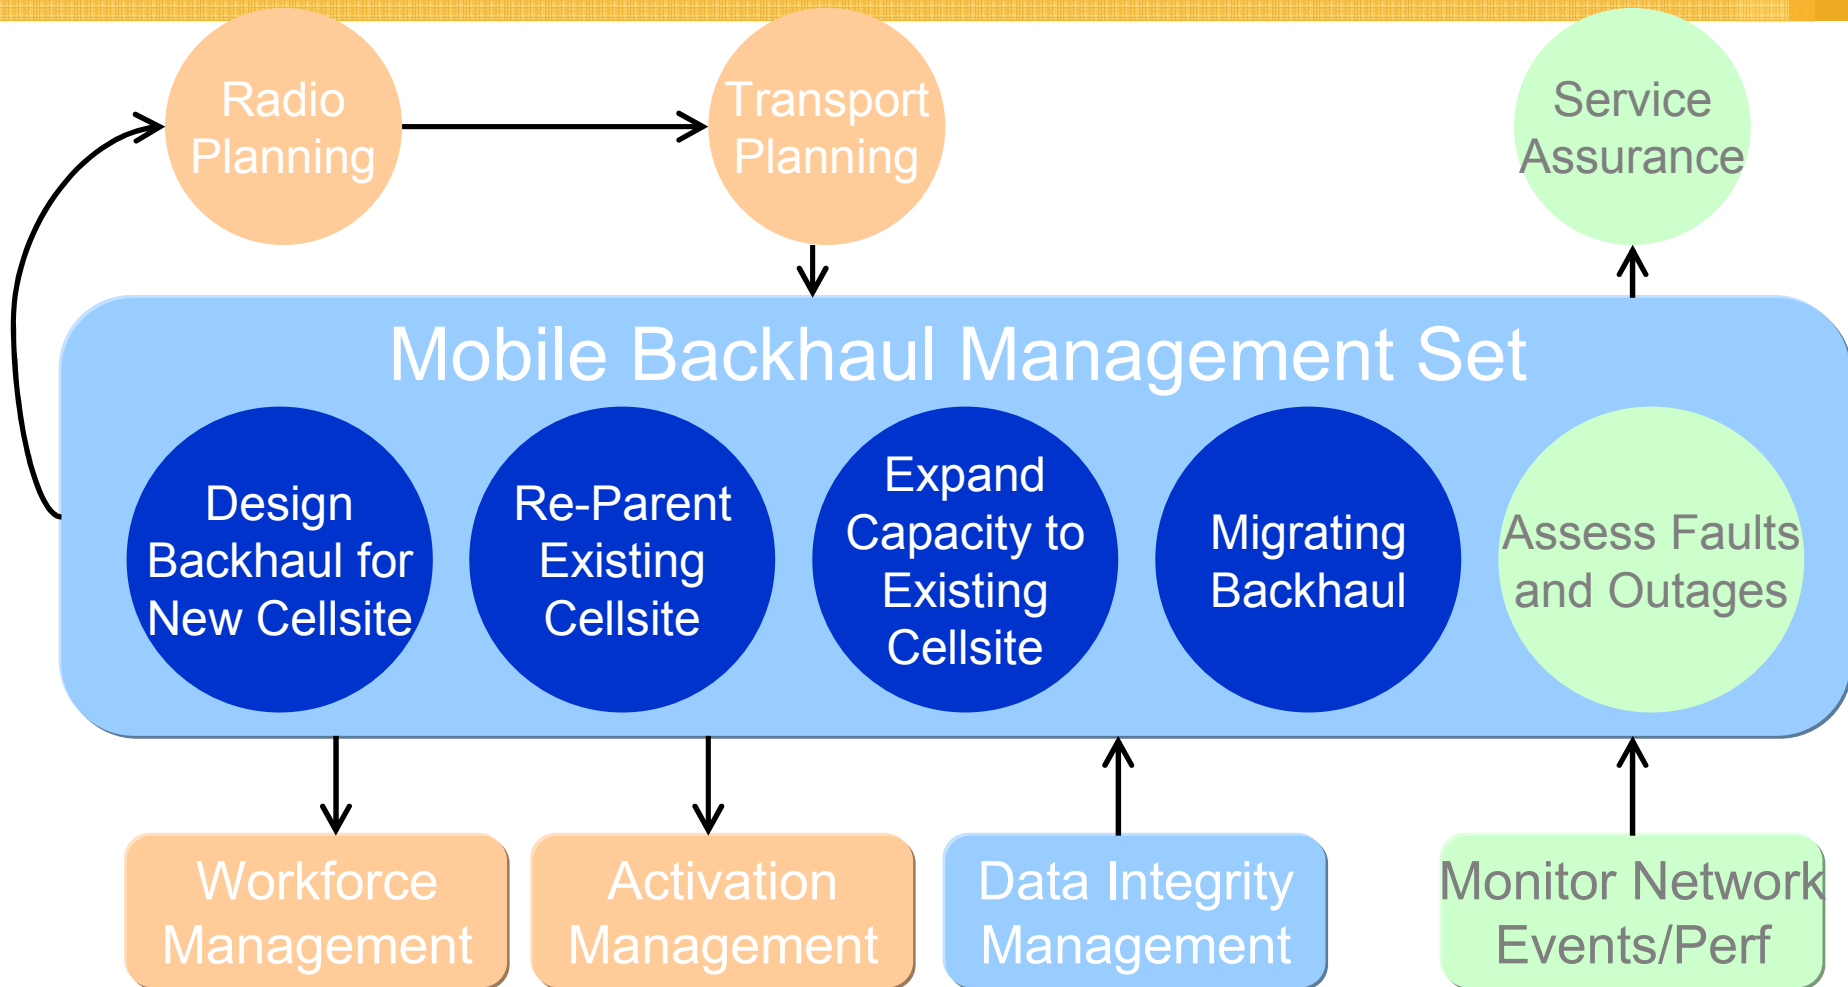 Radio
Planning
Transport
Planning
Service
Assurance
Mobile Backhaul Management Set
Design
Backhaul for
New Cellsite
Re-Parent
Existing
Cellsite
Expand
Capacity to
Existing
Cellsite
Migrating
Backhaul
Assess Faults
and Outages
Workforce
Management
Activation
Management
Data Integrity
Management
Monitor Network
Events/Perf